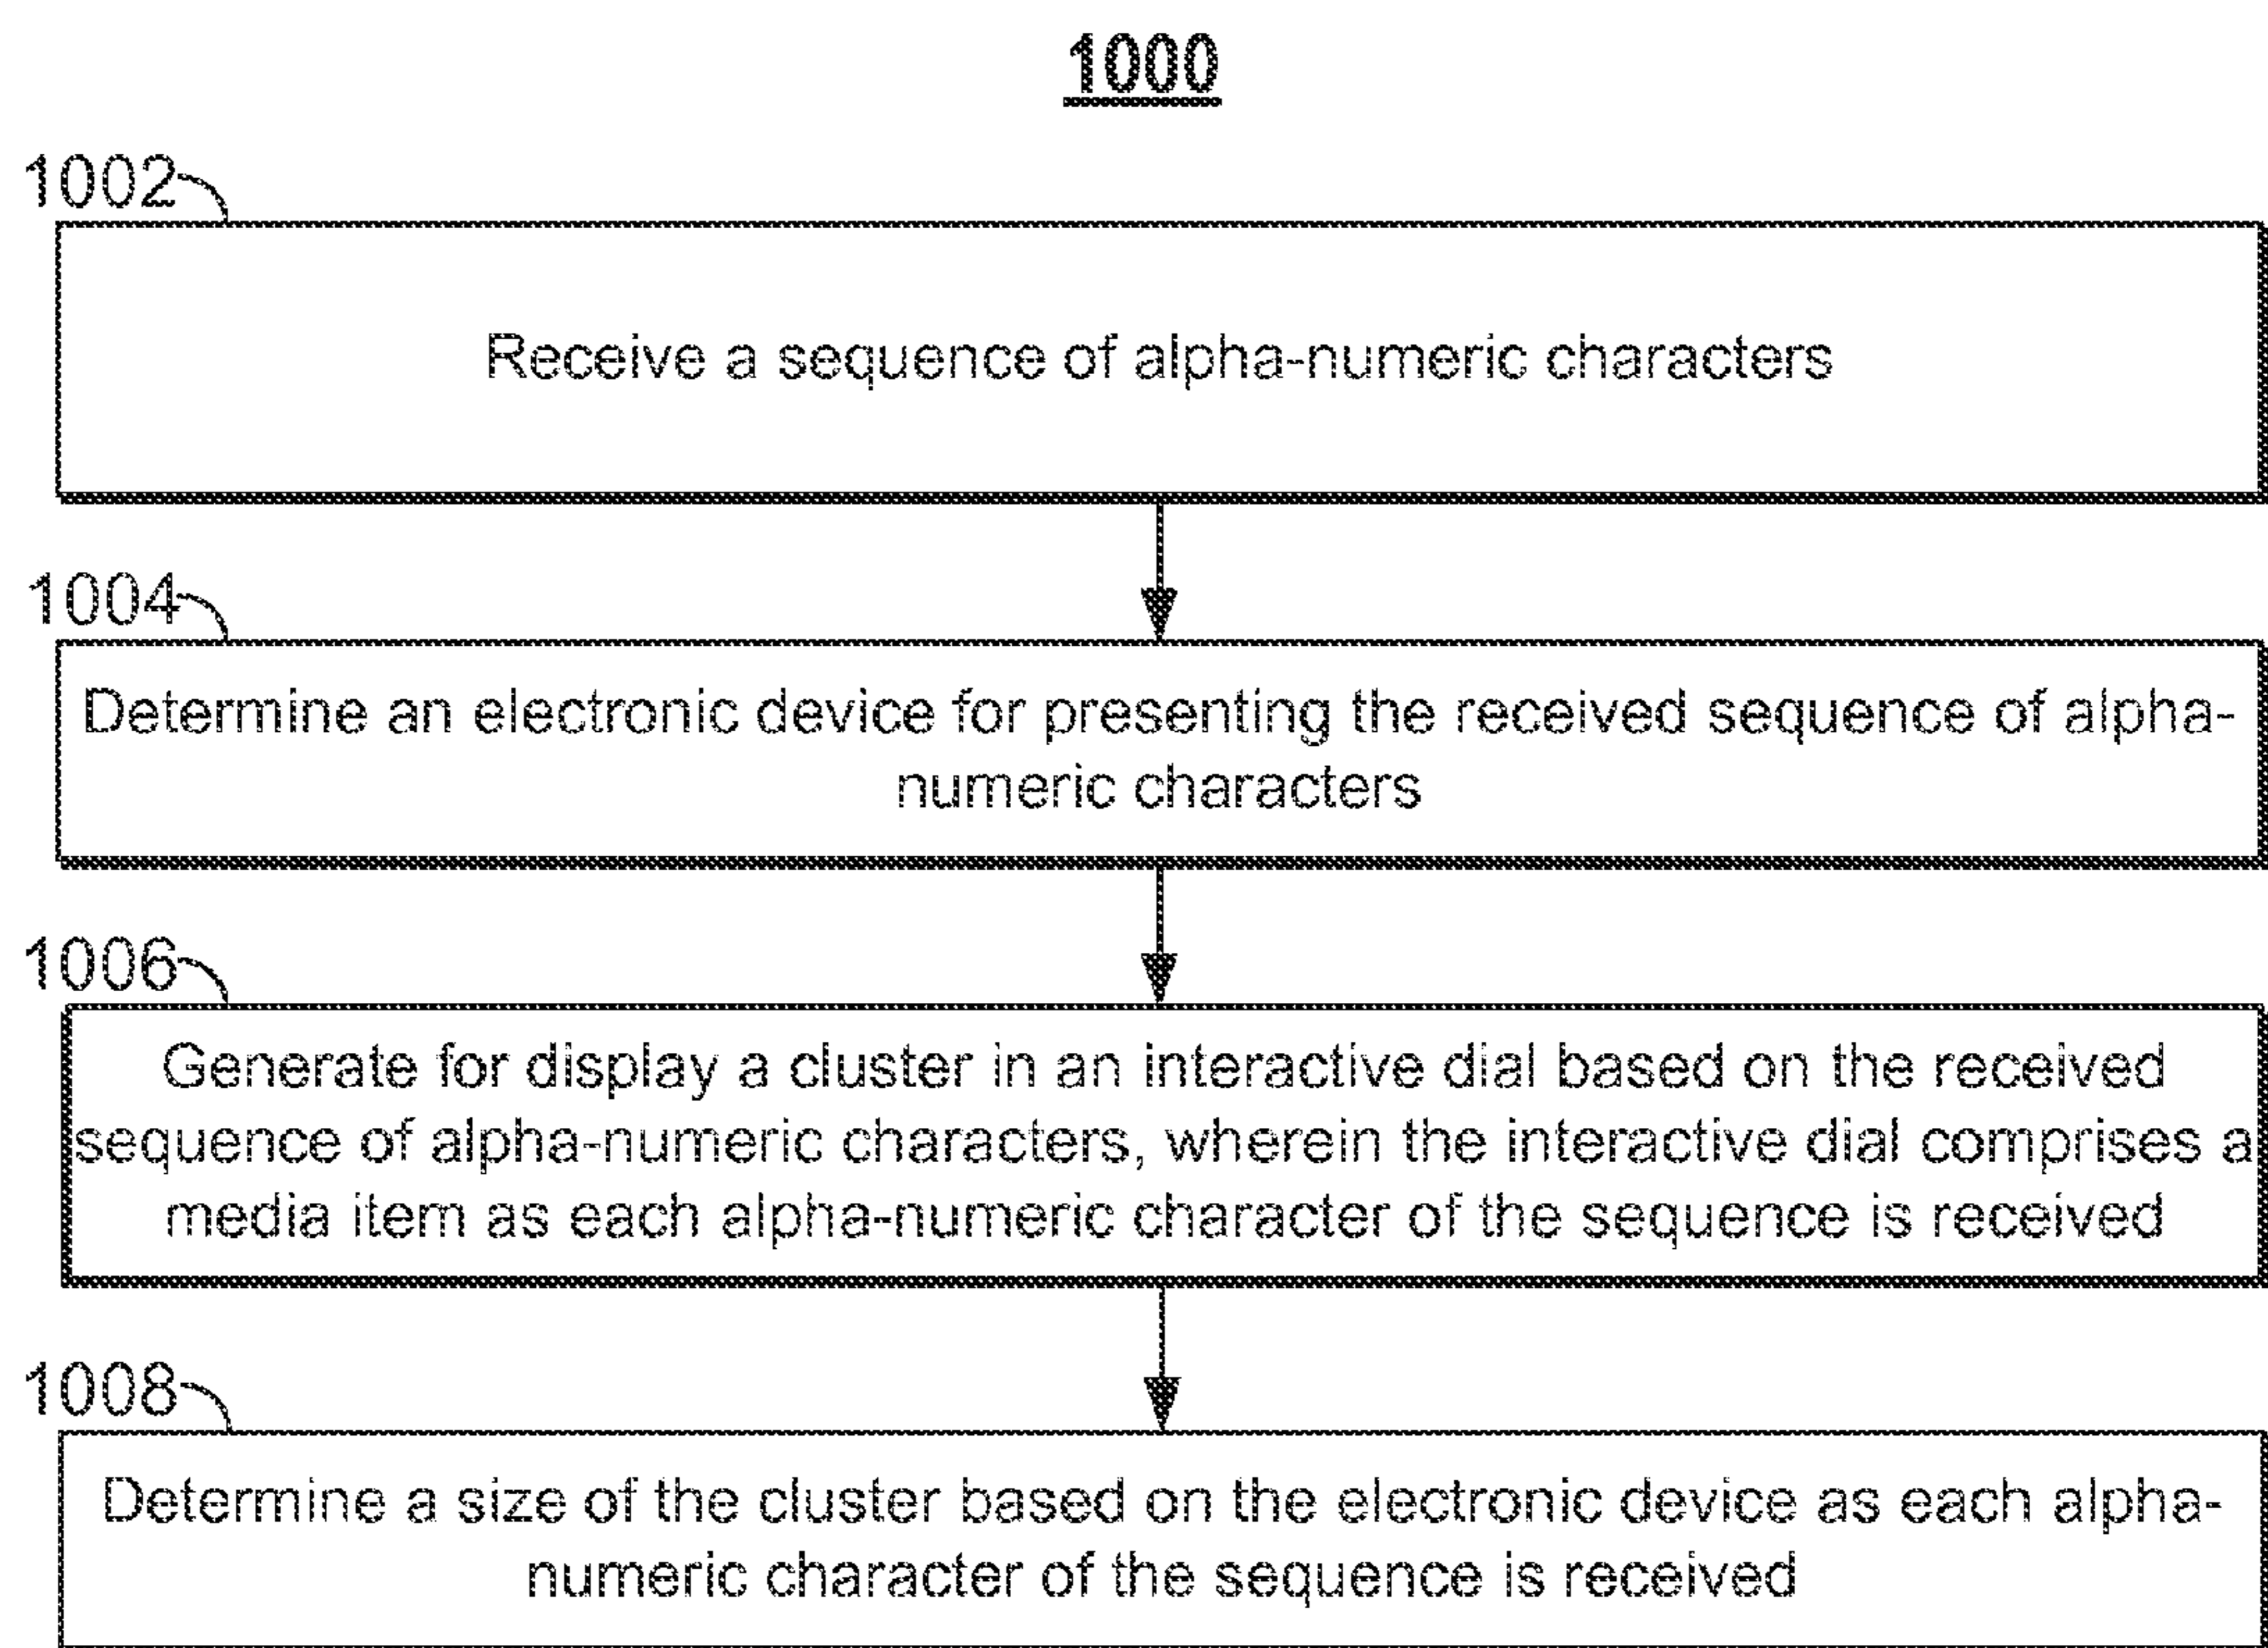 1000
1002
Receive a sequence of alpha-numeric characters
1004
Determine an electronic device for presenting the received sequence of alpha-
numeric characters
1006
Generate for display a cluster in an interactive dial based on the received
sequence of alpha-numeric characters, wherein the interactive dial comprises a
media item as each alpha-numeric character of the sequence is received
1008
Determine a size of the cluster based on the electronic device as each alpha-
numeric character of the sequence is received